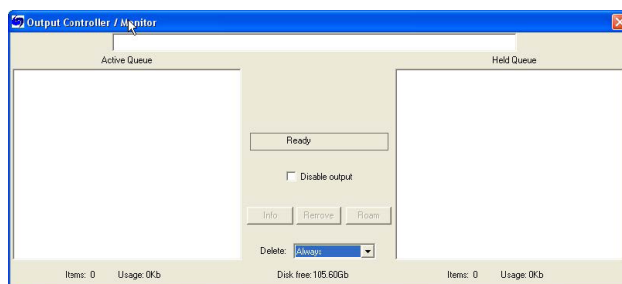 Output Controller / Monitor
Active Queue
Held Queue
Ready
Disable output
Info Remove Roam
Delete: Always
Items: 0 Usage: 0Kb
Disk free: 105.60Gb
Items: 0 Usage: 0Kb